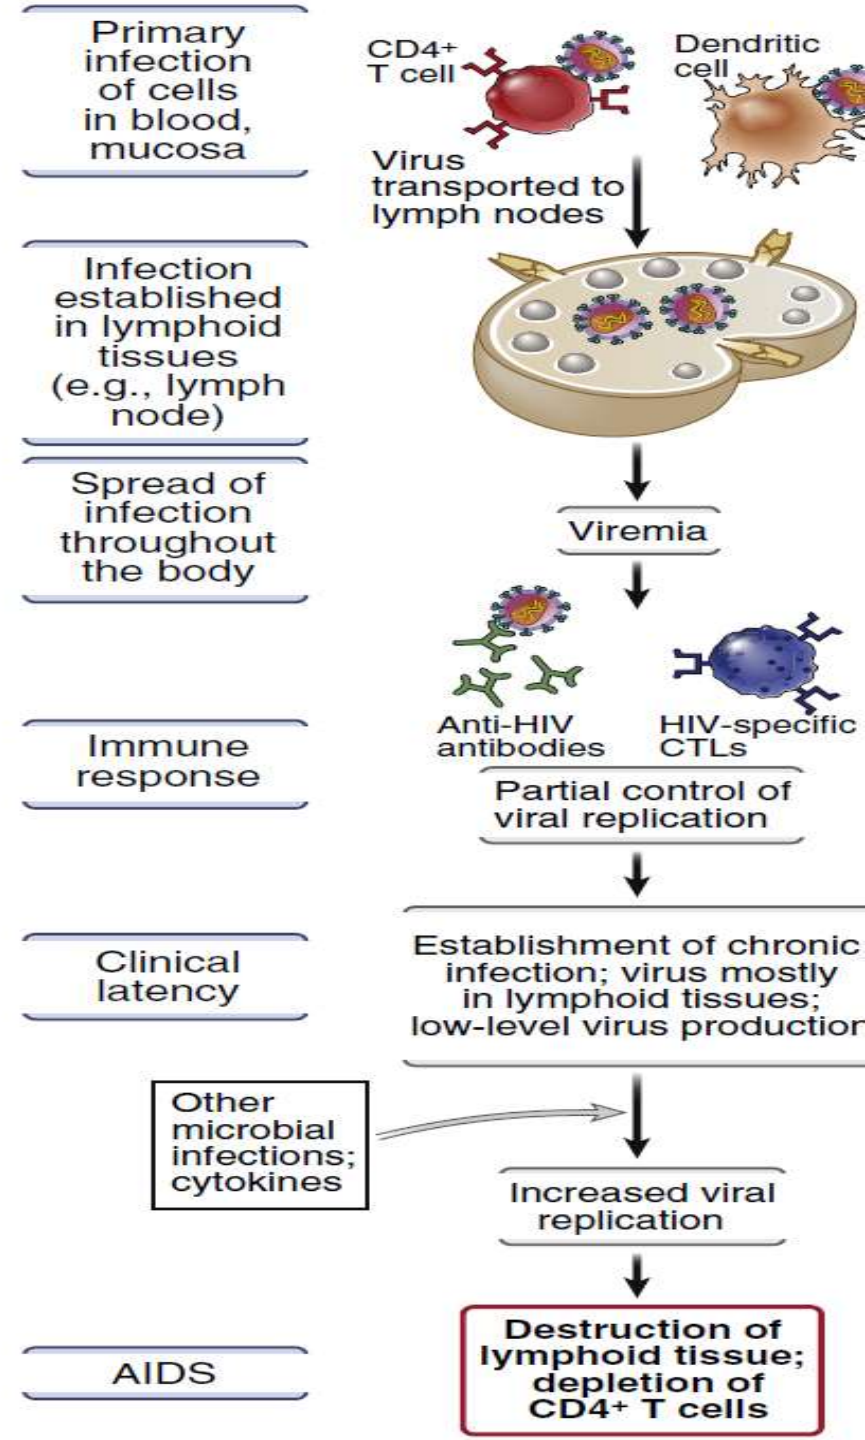 Primary
infection
of cells
in blood,
mucosa
CD4+
T cell
Dendritic
cell
Virus
transported to
lymph nodes
Infection
established
in lymphoid
tissues
(e.g., lymph
node)
Spread of
infection
throughout
the body
Viremia
Anti-HIV
antibodies
HIV-specific
CTLs
Immune
response
Partial control of
viral replication
Clinical
latency
Establishment of chronic
infection; virus mostly
in lymphoid tissues;
low-level virus production
Other
microbial
infections;
cytokines
Increased viral
replication
AIDS
Destruction of
lymphoid tissue;
depletion of
CD4+ T cells